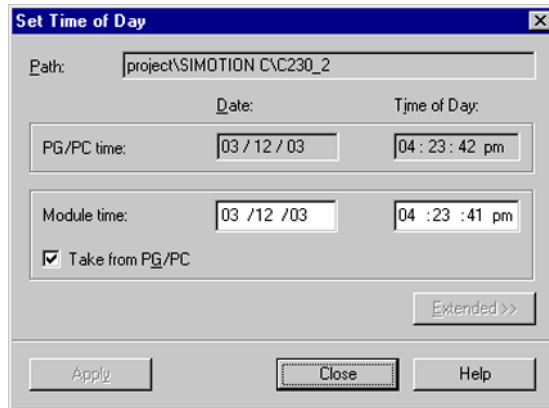 Set Time of Day
Path: project\SIMOTION C\C230_2
Date: Time of Day:
PG/PC time: 03 / 12 / 03 04 : 23 : 42 pm
Module time: 03 /12 /03 04 :23 :41 pm
Take from PG/PC
Extended >>
Apply Close Help